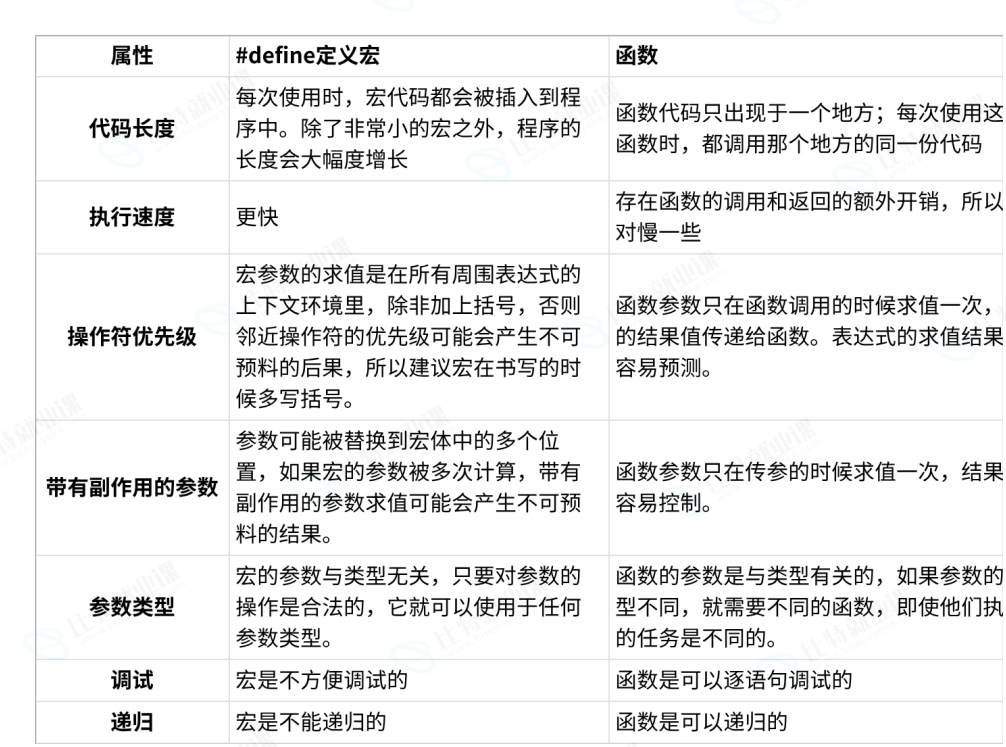 属性 #define定义宏 函数
代码长度
每次使用时，宏代码都会被插入到程
序中。除了非常小的宏之外，程序的
长度会大幅度增长
函数代码只出现于一个地方；每次使用这
函数时，都调用那个地方的同一份代码
执行速度
更快
存在函数的调用和返回的额外开销，所以
对慢一些
操作符优先级
宏参数的求值是在所有周围表达式的
上下文环境里，除非加上括号，否则
邻近操作符的优先级可能会产生不可
预料的后果，所以建议宏在书写的时
候多写括号。
函数参数只在函数调用的时候求值一次，
的结果值传递给函数。表达式的求值结果
容易预测。
带有副作用的参数
参数可能被替换到宏体中的多个位
置，如果宏的参数被多次计算，带有
副作用的参数求值可能会产生不可预
料的结果。
函数参数只在传参的时候求值一次，结果
容易控制。
参数类型
宏的参数与类型无关，只要对参数的
操作是合法的，它就可以使用于任何
参数类型。
函数的参数是与类型有关的，如果参数的
型不同，就需要不同的函数，即使他们执
的任务是不同的。
调试
宏是不方便调试的
函数是可以逐语句调试的
递归
宏是不能递归的
函数是可以递归的
比特就业课